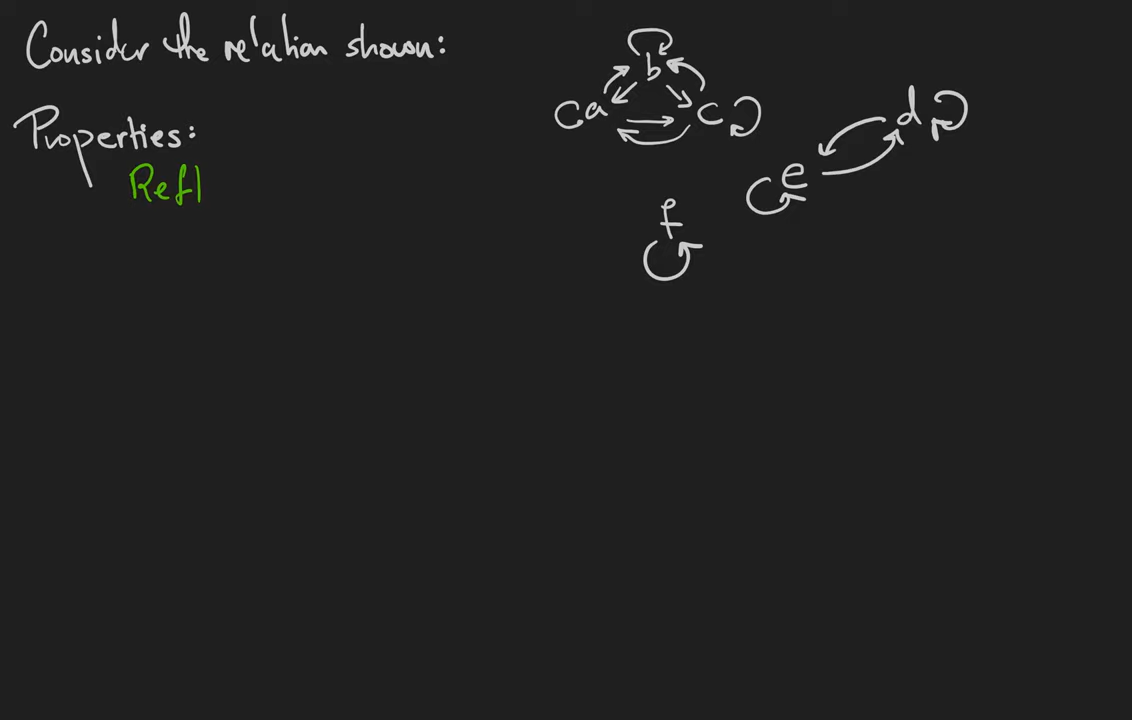 Consider the relation shown:
Properties:
Refl
b
a c
d
e
f